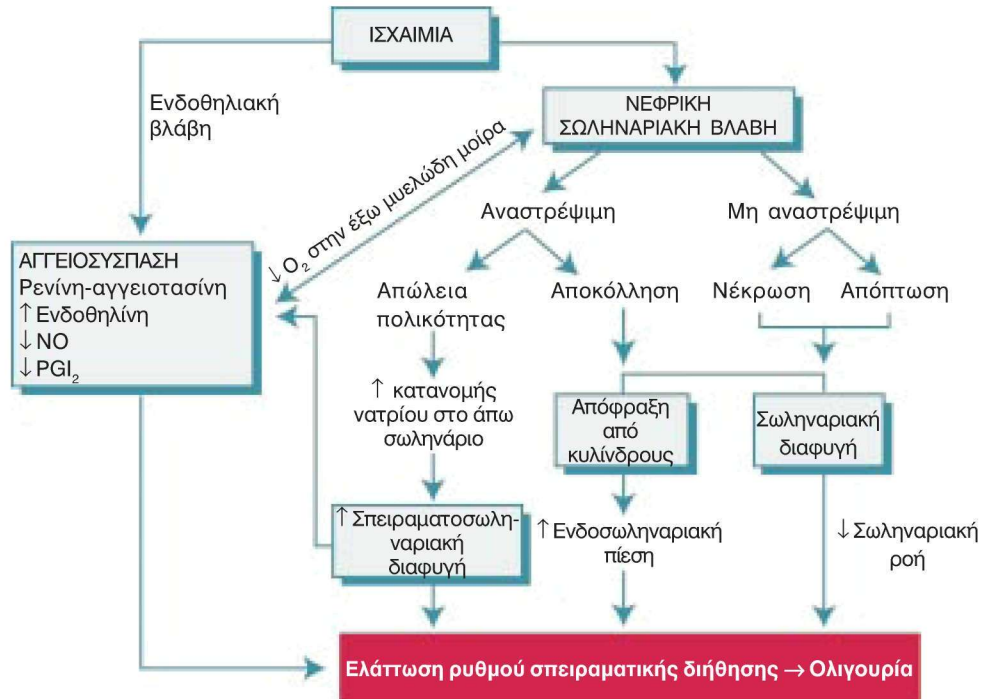 ΙΣΧΑΙΜΙΑ
Ενδοθηλιακή
βλάβη
ΝΕΦΡΙΚΗ
ΣΩΛΗΝΑΡΙΑΚΗ ΒΛΑΒΗ
↓ O₂ στην έξω μυελώδη μοίρα
Αναστρέψιμη
Μη αναστρέψιμη
ΑΓΓΕΙΟΣΥΣΠΑΣΗ
Ρενίνη-αγγειοτασίνη
↑ Ενδοθηλίνη
↓ NO
↓ PGI₂
Απώλεια
πολικότητας
Αποκόλληση
Νέκρωση
Απόπτωση
↑ κατανομής
νατρίου στο άπω
σωληνάριο
Απόφραξη
από
κυλίνδρους
Σωληναριακή
διαφυγή
↑ Σπειραματοσωλη-
ναριακή
διαφυγή
↑ Ενδοσωληναριακή
πίεση
↓ Σωληναριακή
ροή
Ελάττωση ρυθμού σπειραματικής διήθησης → Ολιγουρία